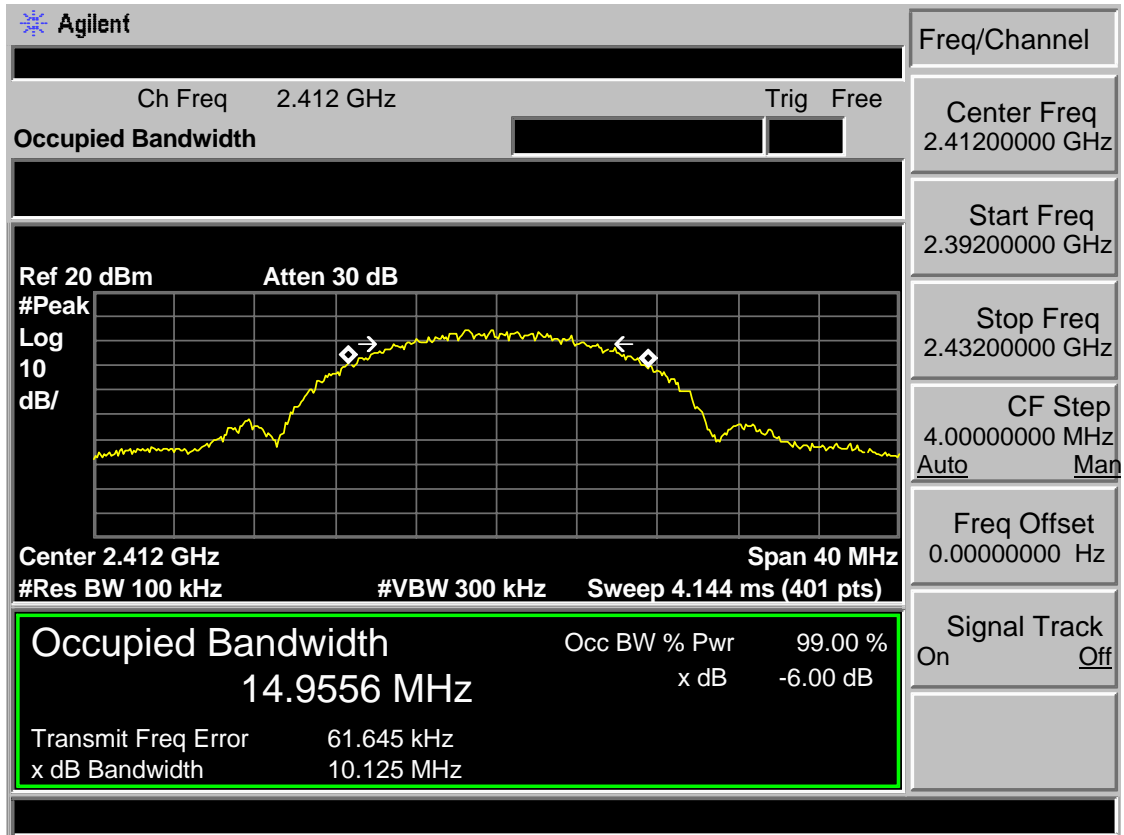 Agilent
Freq/Channel
Ch Freq 2.412 GHz Trig Free
Occupied Bandwidth
Center Freq
2.41200000 GHz
Start Freq
2.39200000 GHz
Stop Freq
2.43200000 GHz
CF Step
4.00000000 MHz
Auto Man
Freq Offset
0.00000000 Hz
Signal Track
On Off
Ref 20 dBm Atten 30 dB
#Peak
Log
10
dB/
Center 2.412 GHz Span 40 MHz
#Res BW 100 kHz #VBW 300 kHz Sweep 4.144 ms (401 pts)
Occupied Bandwidth Occ BW % Pwr 99.00 %
14.9556 MHz x dB -6.00 dB
Transmit Freq Error 61.645 kHz
x dB Bandwidth 10.125 MHz